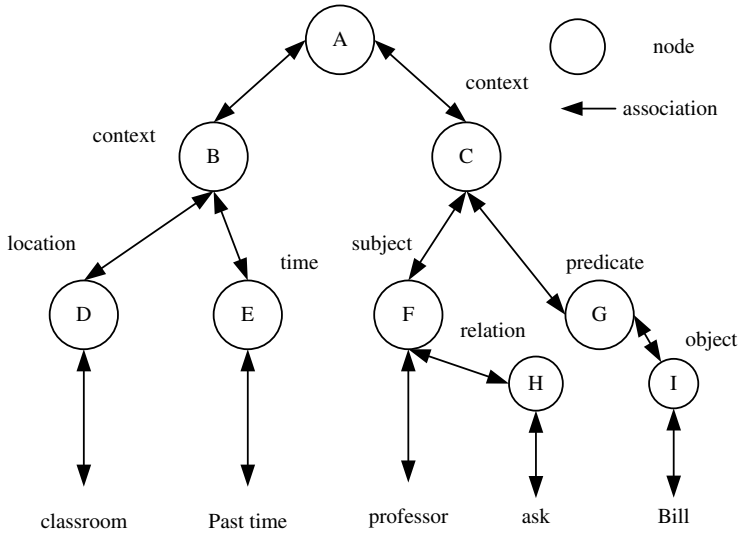 A
node
context
association
context
B
C
location
time
subject
predicate
D
E
F
G
relation
object
H
I
classroom
Past time
professor
ask
Bill